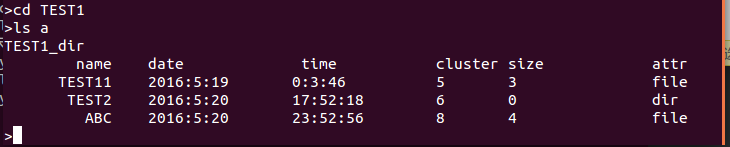 >cd TEST1
>ls a
TEST1_dir
name date time cluster size attr
TEST11 2016:5:19 0:3:46 5 3 file
TEST2 2016:5:20 17:52:18 6 0 dir
ABC 2016:5:20 23:52:56 8 4 file
>